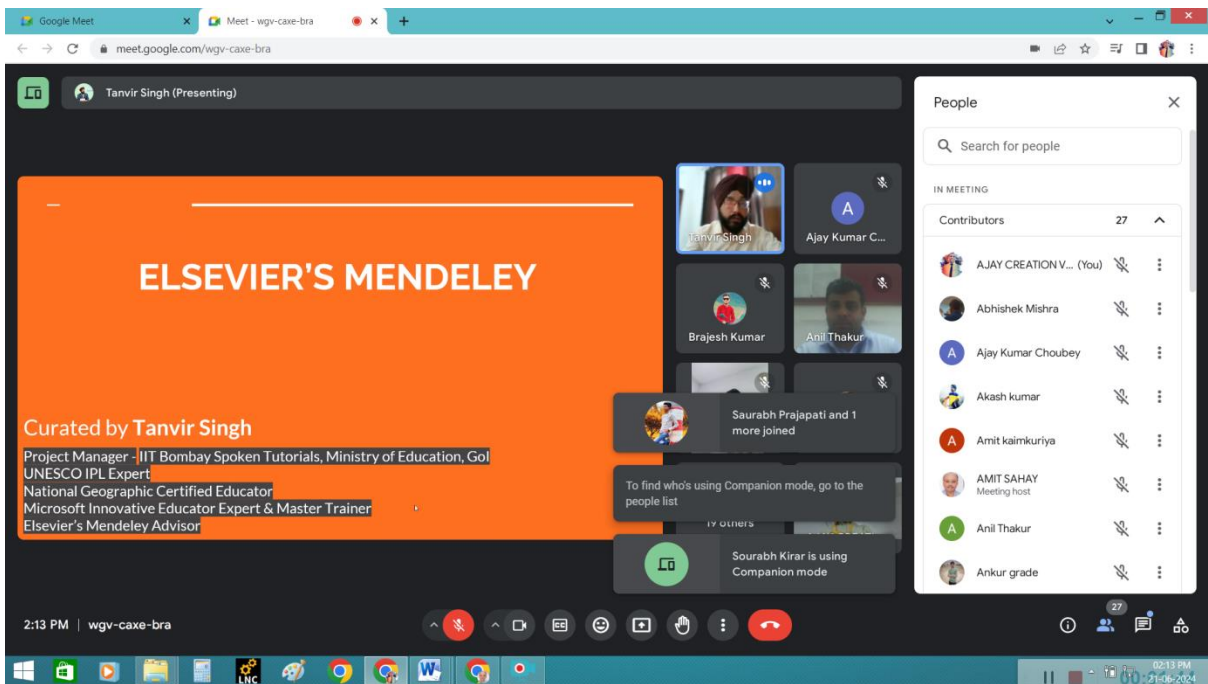 Google Meet
Meet - wgv-caxe-bra
meet.google.com/wgv-caxe-bra
Tanvir Singh (Presenting)
ELSEVIER'S MENDELEY
Curated by Tanvir Singh
Project Manager - IIT Bombay Spoken Tutorials, Ministry of Education, GoI
UNESCO IPL Expert
National Geographic Certified Educator
Microsoft Innovative Educator Expert & Master Trainer
Elsevier's Mendeley Advisor
Tanvir Singh
A
Ajay Kumar C...
Brajesh Kumar
Anil Thakur
Saurabh Prajapati and 1
more joined
To find who's using Companion mode, go to the
people list
19 others
Sourabh Kirar is using
Companion mode
People
Search for people
IN MEETING
Contributors 27
AJAY CREATION V... (You)
Abhishek Mishra
A Ajay Kumar Choubey
Akash kumar
A Amit kaimkuriya
AMIT SAHAY
Meeting host
A Anil Thakur
Ankur grade
2:13 PM | wgv-caxe-bra
CC
27
LNC
W
02:13 PM
21-06-2024